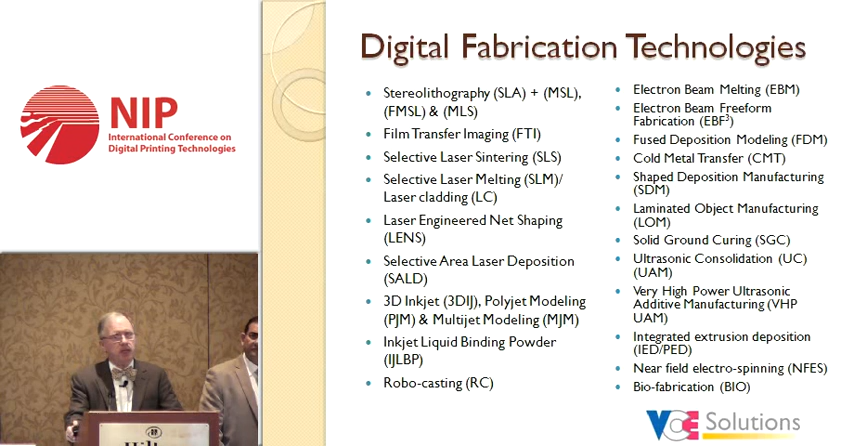 NIP
International Conference on
Digital Printing Technologies
Digital Fabrication Technologies
Stereolithography (SLA) + (MSL),
(FMSL) & (MLS)
Film Transfer Imaging (FTI)
Selective Laser Sintering (SLS)
Selective Laser Melting (SLM)/
Laser cladding (LC)
Laser Engineered Net Shaping
(LENS)
Selective Area Laser Deposition
(SALD)
3D Inkjet (3DIJ), Polyjet Modeling
(PJM) & Multijet Modeling (MJM)
Inkjet Liquid Binding Powder
(IJLBP)
Robo-casting (RC)
Electron Beam Melting (EBM)
Electron Beam Freeform
Fabrication (EBF³)
Fused Deposition Modeling (FDM)
Cold Metal Transfer (CMT)
Shaped Deposition Manufacturing
(SDM)
Laminated Object Manufacturing
(LOM)
Solid Ground Curing (SGC)
Ultrasonic Consolidation (UC)
(UAM)
Very High Power Ultrasonic
Additive Manufacturing (VHP
UAM)
Integrated extrusion deposition
(IED/PED)
Near field electro-spinning (NFES)
Bio-fabrication (BIO)
VCE Solutions